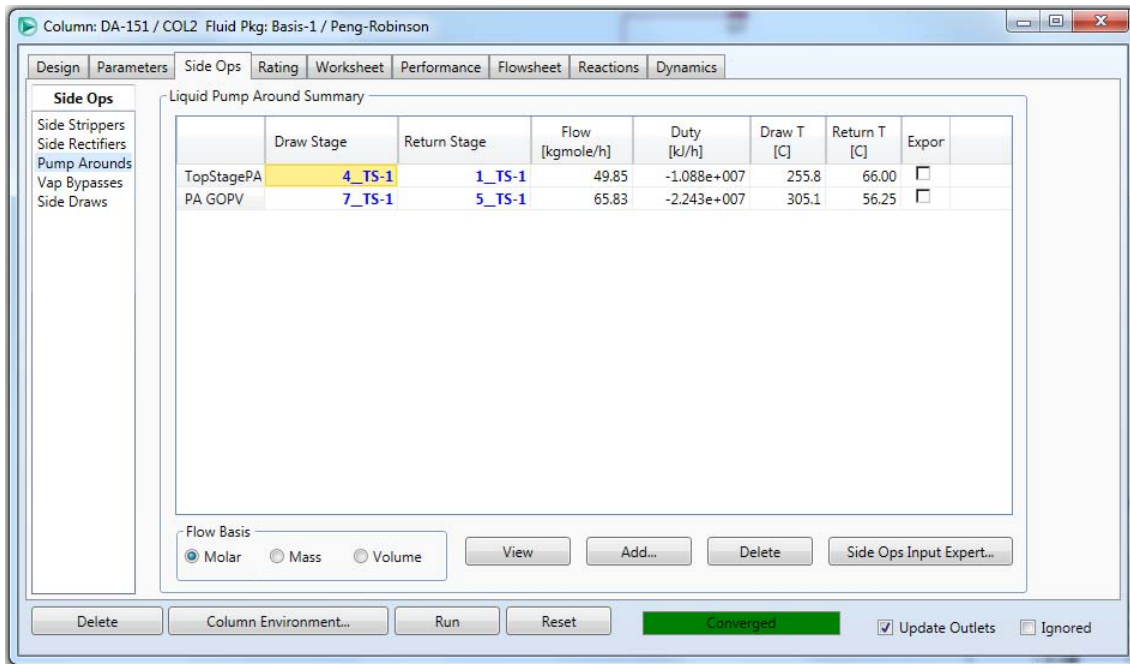 Column: DA-151 / COL2 Fluid Pkg: Basis-1 / Peng-Robinson
Design Parameters Side Ops Rating Worksheet Performance Flowsheet Reactions Dynamics
Side Ops
Side Strippers
Side Rectifiers
Pump Arounds
Vap Bypasses
Side Draws
Liquid Pump Around Summary
Draw Stage Return Stage Flow [kgmole/h] Duty [kJ/h] Draw T [C] Return T [C] Expor
TopStagePA 4_TS-1 1_TS-1 49.85 -1.088e+007 255.8 66.00
PA GOPV 7_TS-1 5_TS-1 65.83 -2.243e+007 305.1 56.25
Flow Basis
Molar Mass Volume
View Add... Delete Side Ops Input Expert...
Delete Column Environment... Run Reset Converged Update Outlets Ignored